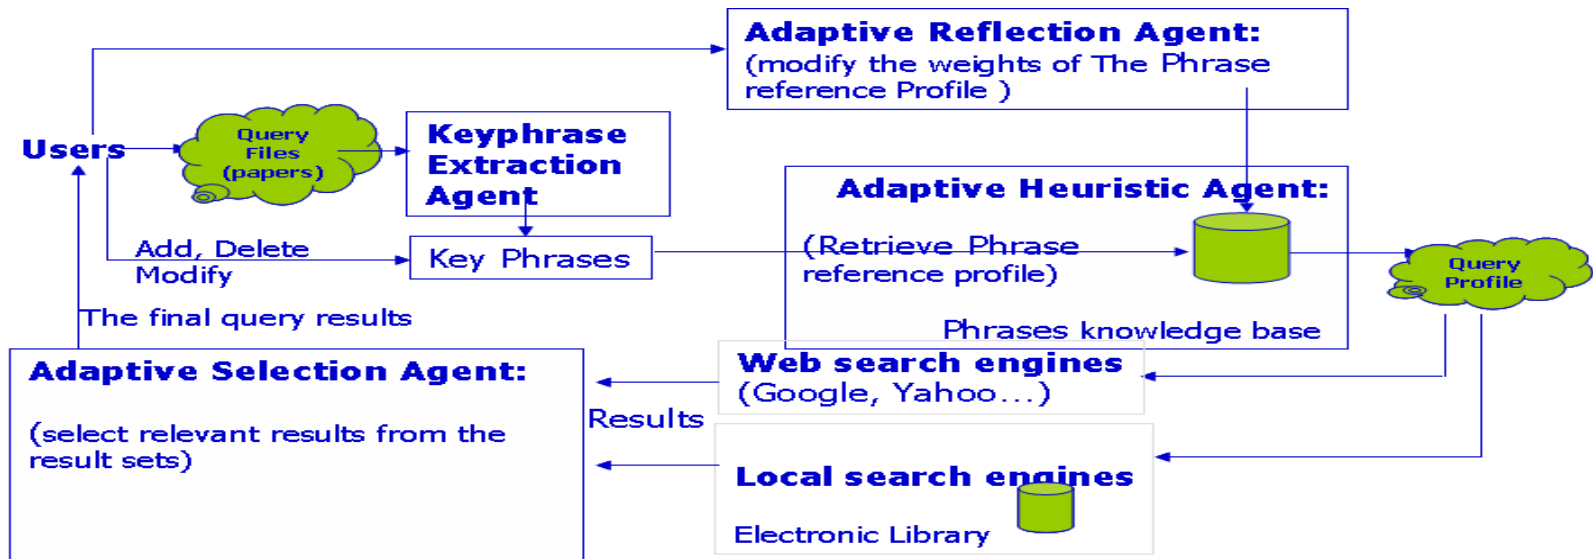 Adaptive Reflection Agent:
(modify the weights of The Phrase
reference Profile )
Users
Query
Files
(papers)
Keyphrase
Extraction
Agent
Add, Delete
Modify
Key Phrases
Adaptive Heuristic Agent:
(Retrieve Phrase
reference profile)
Phrases knowledge base
Query
Profile
The final query results
Adaptive Selection Agent:
(select relevant results from the
result sets)
Results
Web search engines
(Google, Yahoo...)
Local search engines
Electronic Library